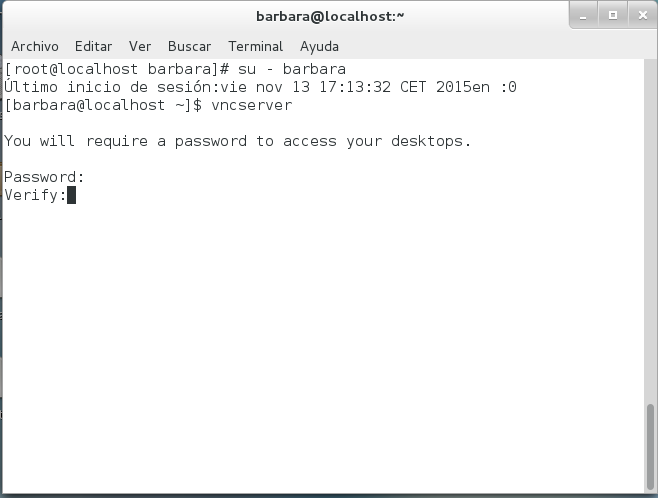 barbara@localhost:~
Archivo Editar Ver Buscar Terminal Ayuda
[root@localhost barbara]# su - barbara
Último inicio de sesión:vie nov 13 17:13:32 CET 2015en :0
[barbara@localhost ~]$ vncserver
You will require a password to access your desktops.
Password:
Verify: